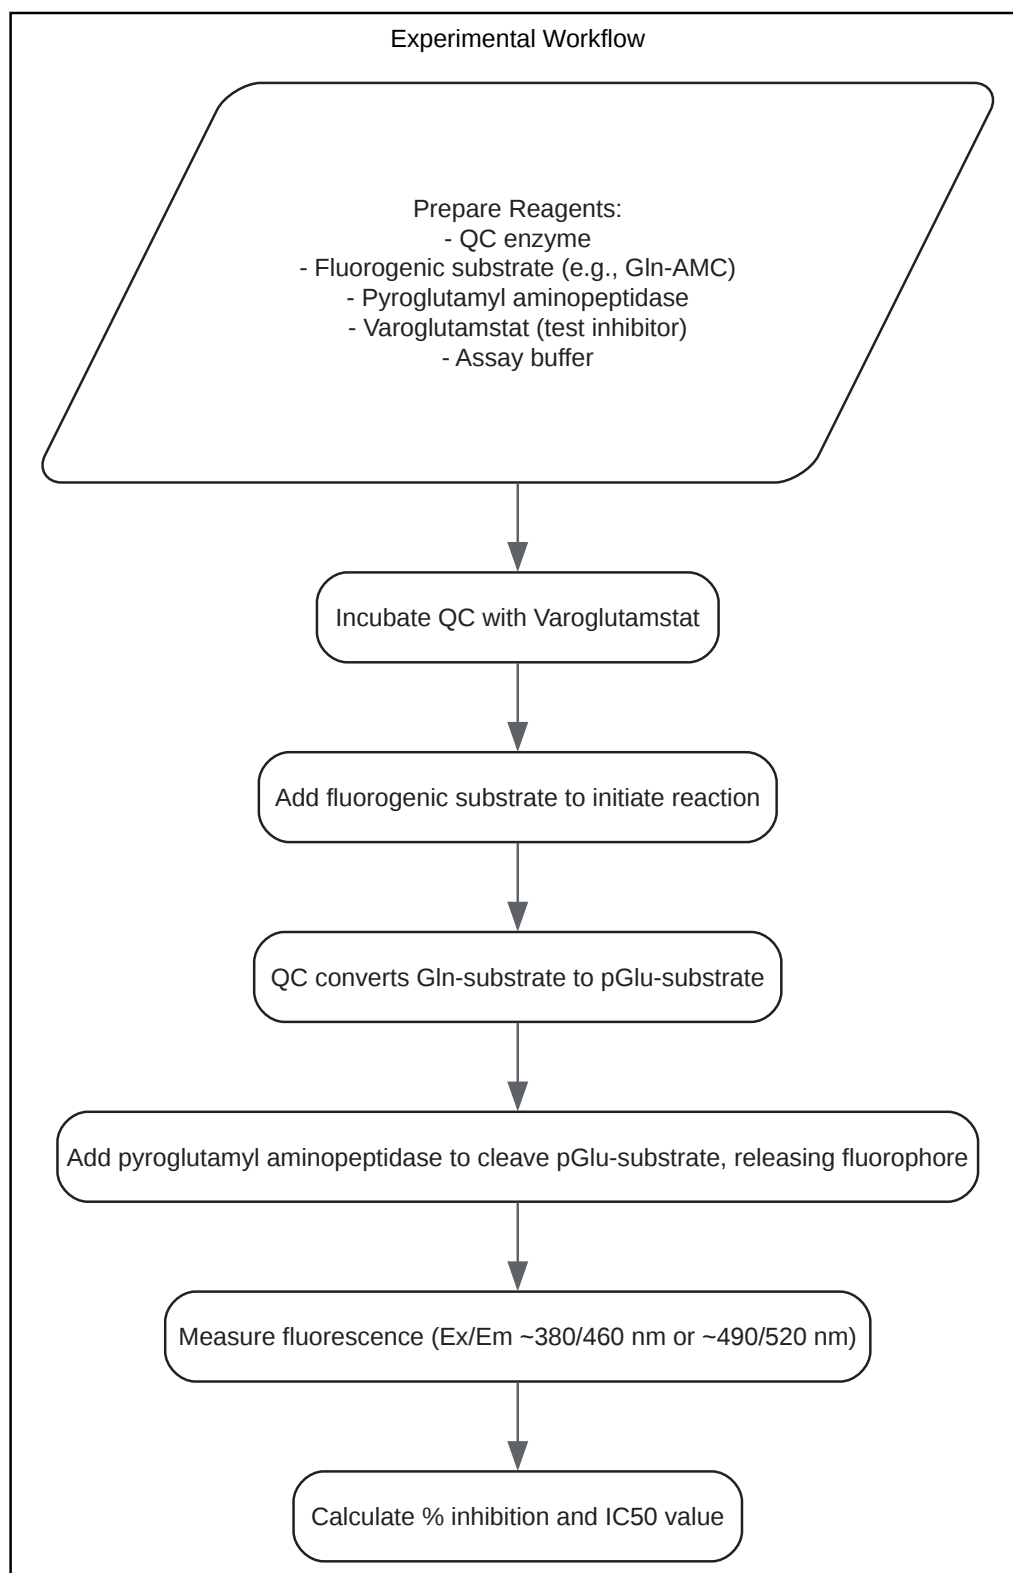 Experimental Workflow
Prepare Reagents:
- QC enzyme
- Fluorogenic substrate (e.g., Gln-AMC)
- Pyroglutamyl aminopeptidase
- Varoglutamstat (test inhibitor)
- Assay buffer
Incubate QC with Varoglutamstat
Add fluorogenic substrate to initiate reaction
QC converts Gln-substrate to pGlu-substrate
Add pyroglutamyl aminopeptidase to cleave pGlu-substrate, releasing fluorophore
Measure fluorescence (Ex/Em ~380/460 nm or ~490/520 nm)
Calculate % inhibition and IC50 value